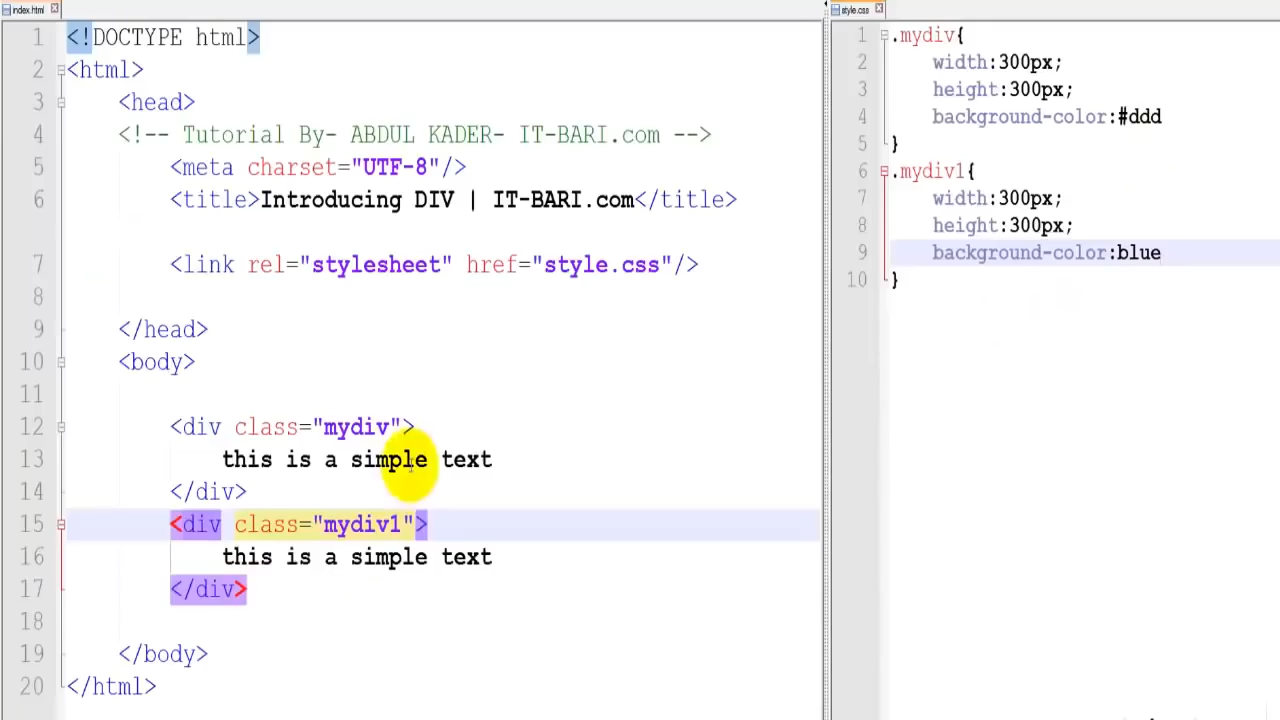 index.html
1 <!DOCTYPE html>
2 <html>
3 <head>
4 <!-- Tutorial By- ABDUL KADER- IT-BARI.com -->
5 <meta charset="UTF-8"/>
6 <title>Introducing DIV | IT-BARI.com</title>
7 <link rel="stylesheet" href="style.css"/>
8
9 </head>
10 <body>
11
12 <div class="mydiv">
13 this is a simple text
14 </div>
15 <div class="mydiv1">
16 this is a simple text
17 </div>
18
19 </body>
20 </html>
style.css
1 .mydiv{
2 width:300px;
3 height:300px;
4 background-color:#ddd
5 }
6 .mydiv1{
7 width:300px;
8 height:300px;
9 background-color:blue
10 }